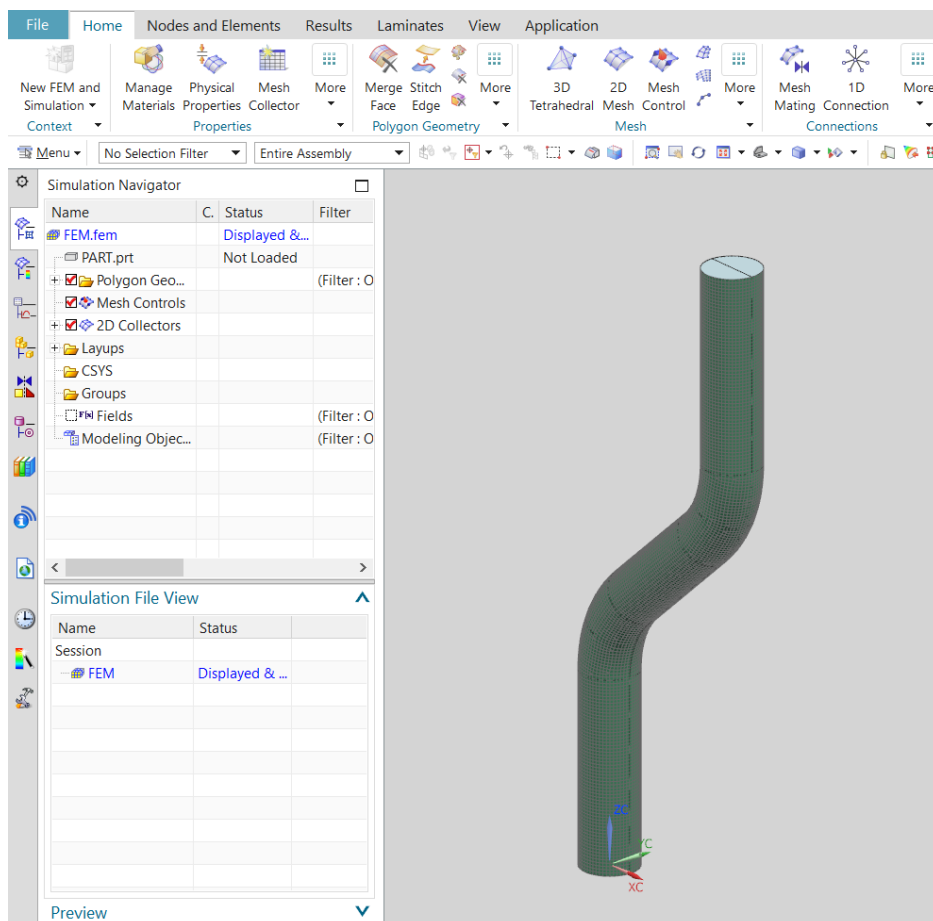 File Home Nodes and Elements Results Laminates View Application
New FEM and Simulation
Manage Materials
Physical Properties
Mesh Collector
More
Merge Face
Stitch Edge
More
3D Tetrahedral
2D Mesh
Mesh Control
More
Mesh Mating
1D Connection
More
Context Properties Polygon Geometry Mesh Connections
Menu No Selection Filter Entire Assembly
Simulation Navigator
Name C. Status Filter
FEM.fem Displayed &...
PART.prt Not Loaded
Polygon Geo... (Filter : O
Mesh Controls
2D Collectors
Layups
CSYS
Groups
Fields (Filter : O
Modeling Objec... (Filter : O
Simulation File View
Name Status
Session
FEM Displayed & ...
Preview
ZC
YC
XC